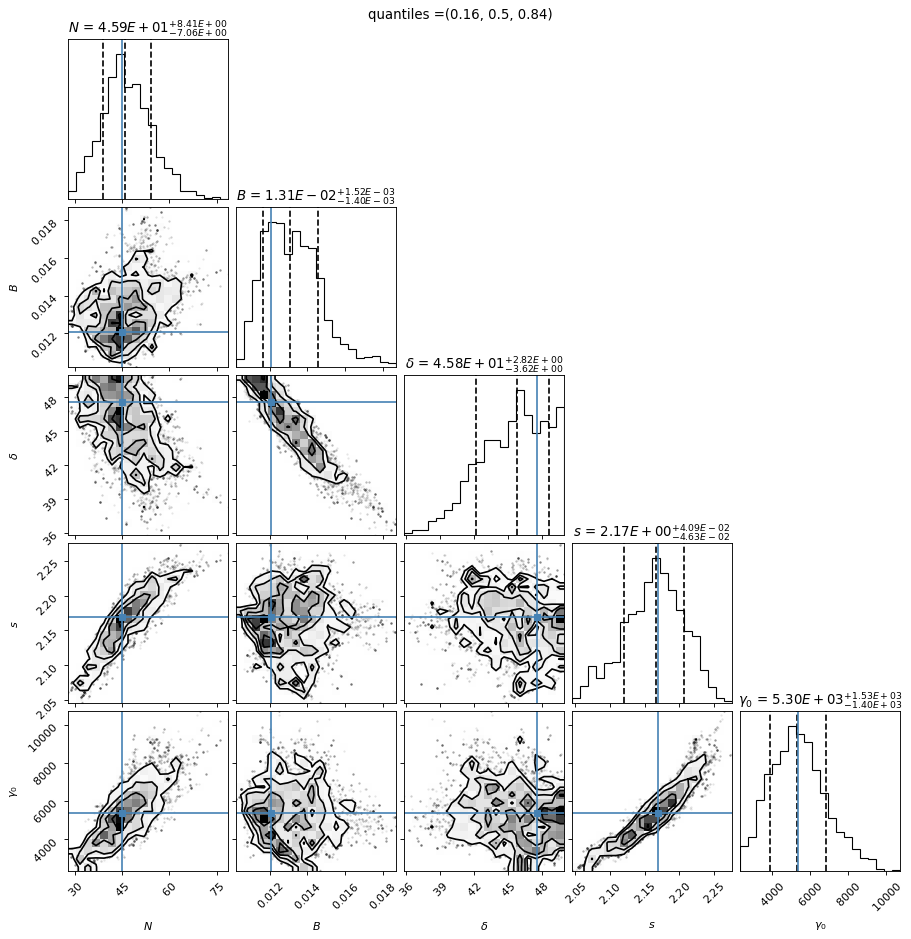 quantiles =(0.16, 0.5, 0.84)
N = 4.59E + 01+8.41E+00 −7.06E+00
B = 1.31E − 02+1.52E−03 −1.40E−03
δ = 4.58E + 01+2.82E+00 −3.62E+00
s = 2.17E + 00+4.09E−02 −4.63E−02
γ₀ = 5.30E + 03+1.53E+03 −1.40E+03
0.018
0.016
0.014
0.012
B
48
45
42
39
36
δ
2.25
2.20
2.15
2.10
2.05
s
10000
8000
6000
4000
γ₀
30 45 60 75
0.012 0.014 0.016 0.018
36 39 42 45 48
2.05 2.10 2.15 2.20 2.25
4000 6000 8000 10000
N B δ s γ₀